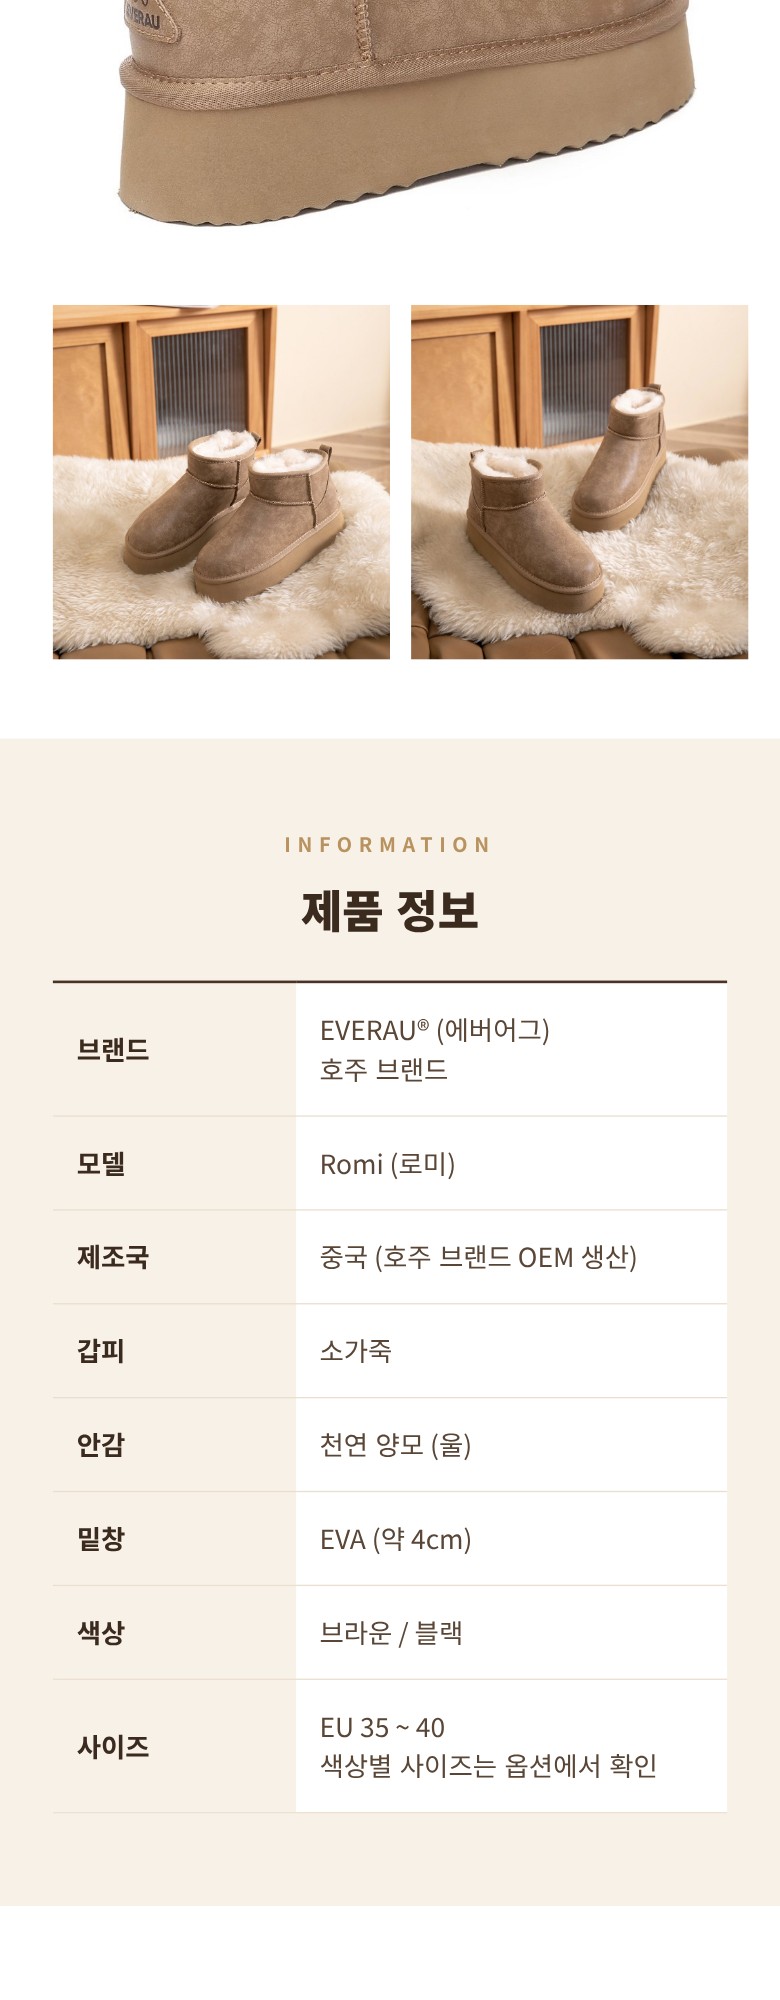 EVERAU
INFORMATION
제품 정보
브랜드
EVERAU® (에버어그)
호주 브랜드
모델
Romi (로미)
제조국
중국 (호주 브랜드 OEM 생산)
갑피
소가죽
안감
천연 양모 (울)
밑창
EVA (약 4cm)
색상
브라운 / 블랙
사이즈
EU 35 ~ 40
색상별 사이즈는 옵션에서 확인